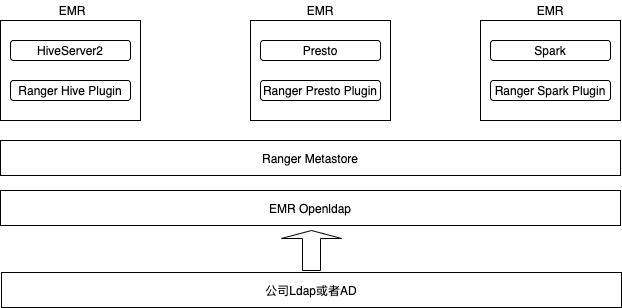 EMR EMR EMR
HiveServer2 Presto Spark
Ranger Hive Plugin Ranger Presto Plugin Ranger Spark Plugin
Ranger Metastore
EMR Openldap
公司Ldap或者AD